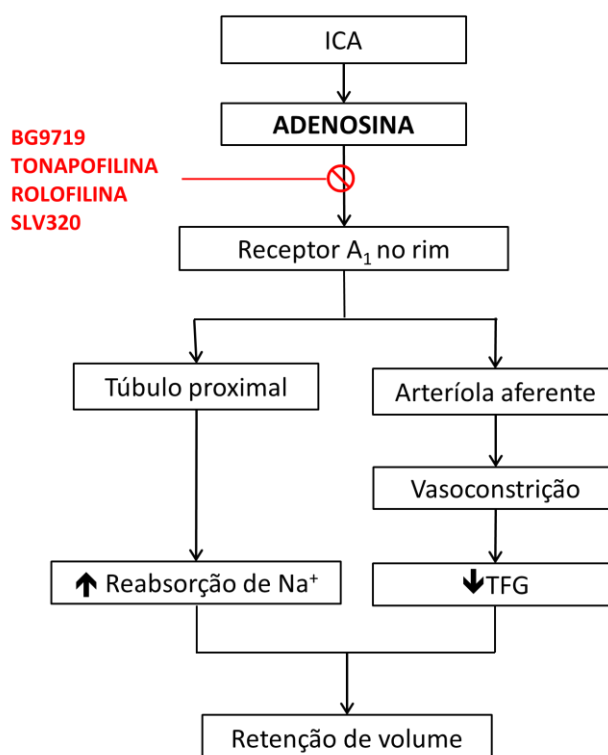 ICA
ADENOSINA
BG9719
TONAPOFILINA
ROLOFILINA
SLV320
Receptor A₁ no rim
Túbulo proximal
Arteríola aferente
Vasoconstrição
🡹 Reabsorção de Na⁺
🡻TFG
Retenção de volume